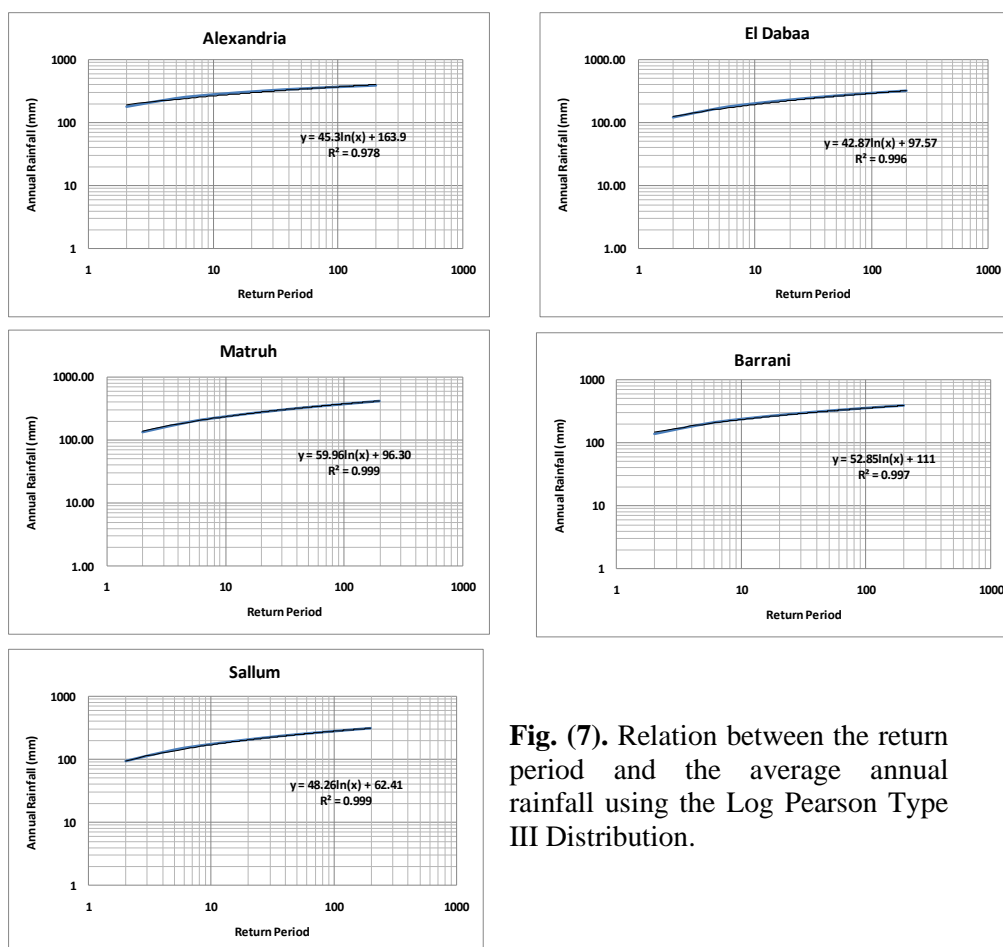 Alexandria
Annual Rainfall (mm)
1000
100
10
1
y = 45.3ln(x) + 163.9
R² = 0.978
1 10 100 1000
Return Period
El Dabaa
Annual Rainfall (mm)
1000.00
100.00
10.00
1.00
y = 42.87ln(x) + 97.57
R² = 0.996
1 10 100 1000
Return Period
Matruh
Annual Rainfall (mm)
1000.00
100.00
10.00
1.00
y = 59.96ln(x) + 96.30
R² = 0.999
1 10 100 1000
Return Period
Barrani
Annual Rainfall (mm)
1000
100
10
1
y = 52.85ln(x) + 111
R² = 0.997
1 10 100 1000
Return Period
Sallum
Annual Rainfall (mm)
1000
100
10
1
y = 48.26ln(x) + 62.41
R² = 0.999
1 10 100 1000
Return Period
Fig. (7). Relation between the return
period and the average annual
rainfall using the Log Pearson Type
III Distribution.